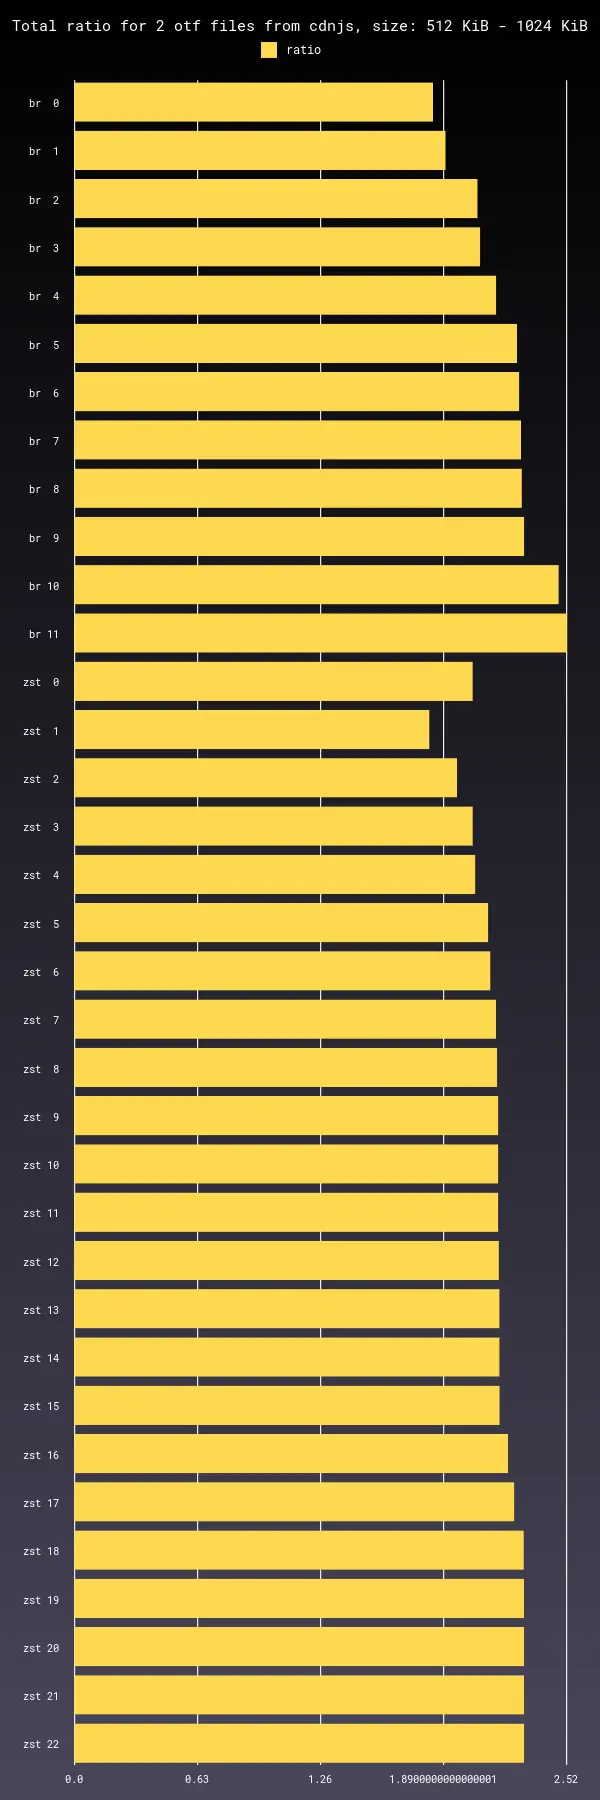 Total ratio for 2 otf files from cdnjs, size: 512 KiB - 1024 KiB
ratio
br 0
br 1
br 2
br 3
br 4
br 5
br 6
br 7
br 8
br 9
br 10
br 11
zst 0
zst 1
zst 2
zst 3
zst 4
zst 5
zst 6
zst 7
zst 8
zst 9
zst 10
zst 11
zst 12
zst 13
zst 14
zst 15
zst 16
zst 17
zst 18
zst 19
zst 20
zst 21
zst 22
0.0 0.63 1.26 1.8900000000000001 2.52